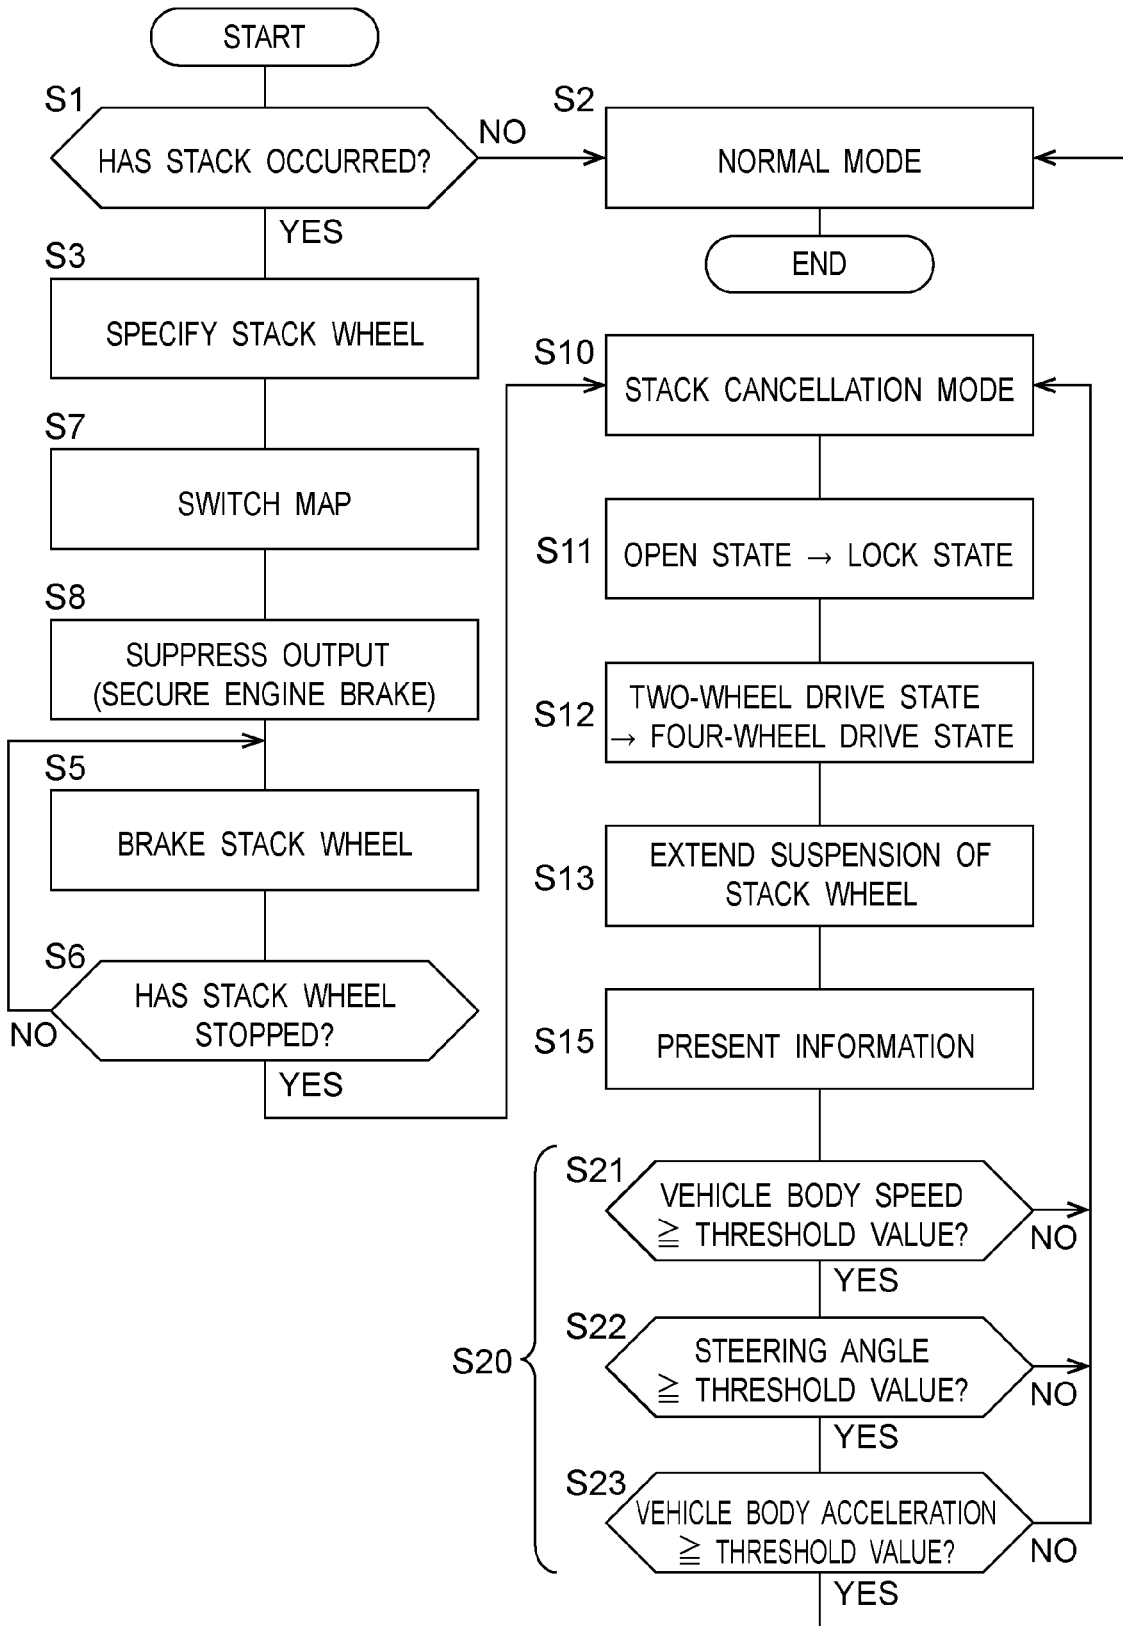 START
S1
HAS STACK OCCURRED?
NO
YES
S2
NORMAL MODE
END
S3
SPECIFY STACK WHEEL
S7
SWITCH MAP
S8
SUPPRESS OUTPUT
(SECURE ENGINE BRAKE)
S5
BRAKE STACK WHEEL
S6
HAS STACK WHEEL
STOPPED?
NO
YES
S10
STACK CANCELLATION MODE
S11
OPEN STATE → LOCK STATE
S12
TWO-WHEEL DRIVE STATE
→ FOUR-WHEEL DRIVE STATE
S13
EXTEND SUSPENSION OF
STACK WHEEL
S15
PRESENT INFORMATION
S20
S21
VEHICLE BODY SPEED
≧ THRESHOLD VALUE?
NO
YES
S22
STEERING ANGLE
≧ THRESHOLD VALUE?
NO
YES
S23
VEHICLE BODY ACCELERATION
≧ THRESHOLD VALUE?
NO
YES